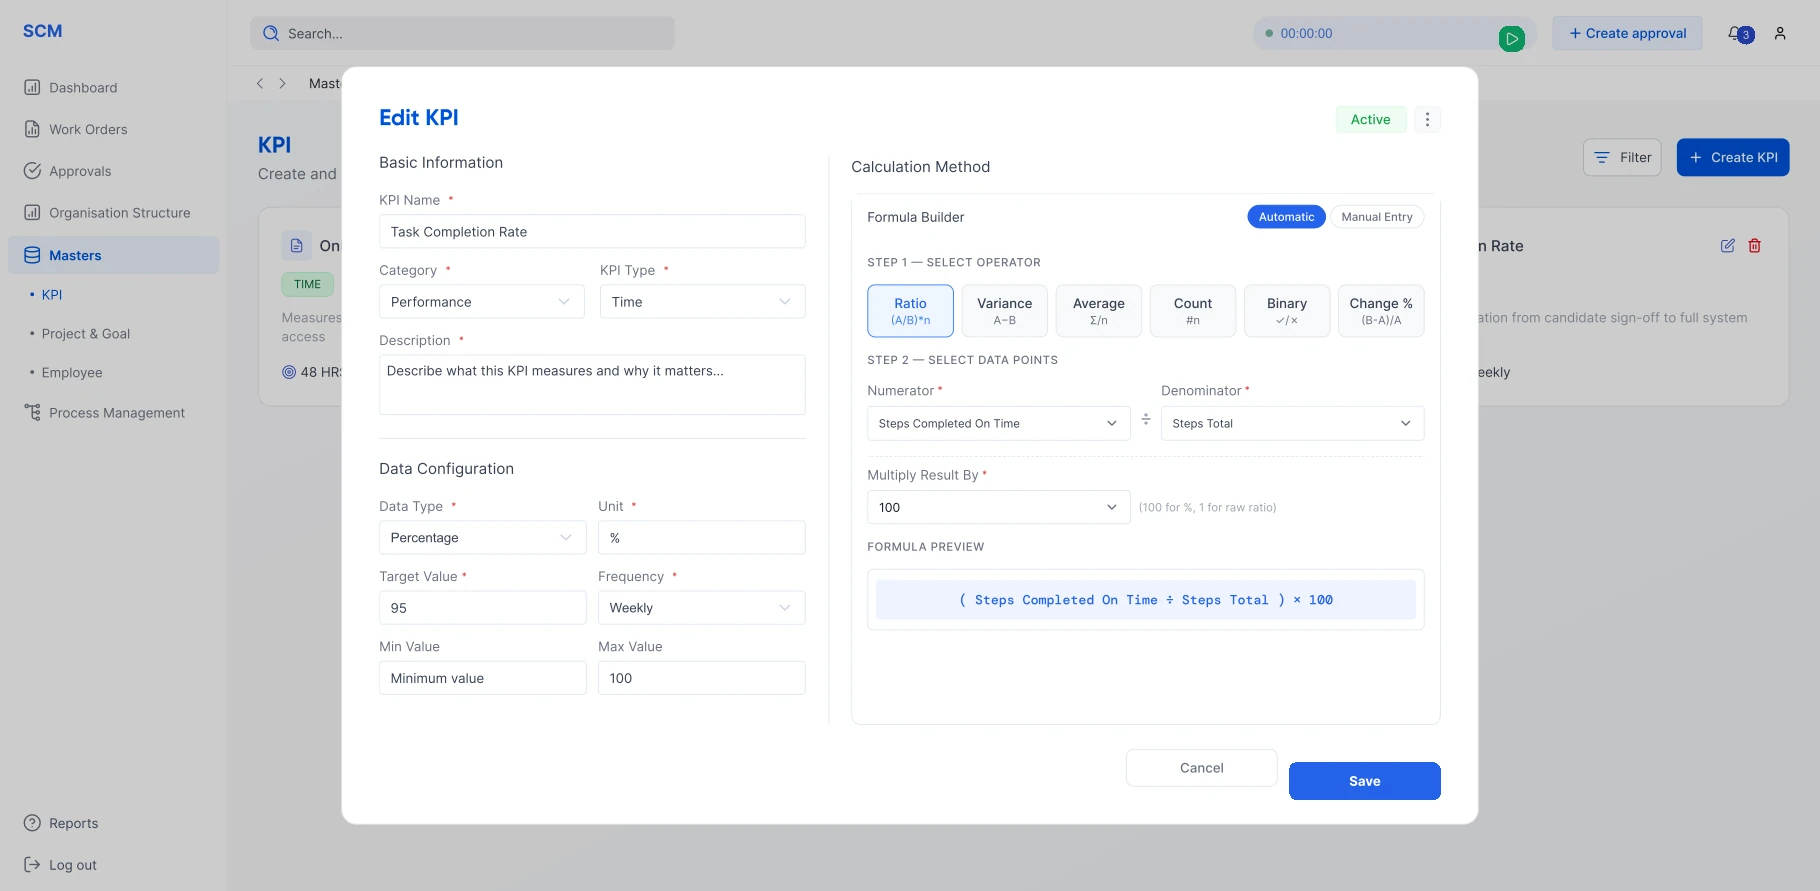 SCM
Search...
00:00:00
+ Create approval
3
Dashboard
Work Orders
Approvals
Organisation Structure
Masters
• KPI
• Project & Goal
• Employee
Process Management
Reports
Log out
KPI
Create and
Filter
+ Create KPI
TIME
Measures
access
48
n Rate
ation from candidate sign-off to full system
Edit KPI
Active
Basic Information
KPI Name *
Task Completion Rate
Category *
KPI Type *
Performance
Time
Description *
Describe what this KPI measures and why it matters...
Data Configuration
Data Type *
Unit *
Percentage
%
Target Value *
Frequency *
95
Weekly
Min Value
Max Value
Minimum value
100
Calculation Method
Formula Builder
Automatic
Manual Entry
STEP 1 — SELECT OPERATOR
Ratio
(A/B)*n
Variance
A−B
Average
Σ/n
Count
#n
Binary
✓/×
Change %
(B-A)/A
STEP 2 — SELECT DATA POINTS
Numerator *
Denominator *
Steps Completed On Time
÷
Steps Total
Multiply Result By *
100
(100 for %, 1 for raw ratio)
FORMULA PREVIEW
( Steps Completed On Time ÷ Steps Total ) × 100
Cancel
Save